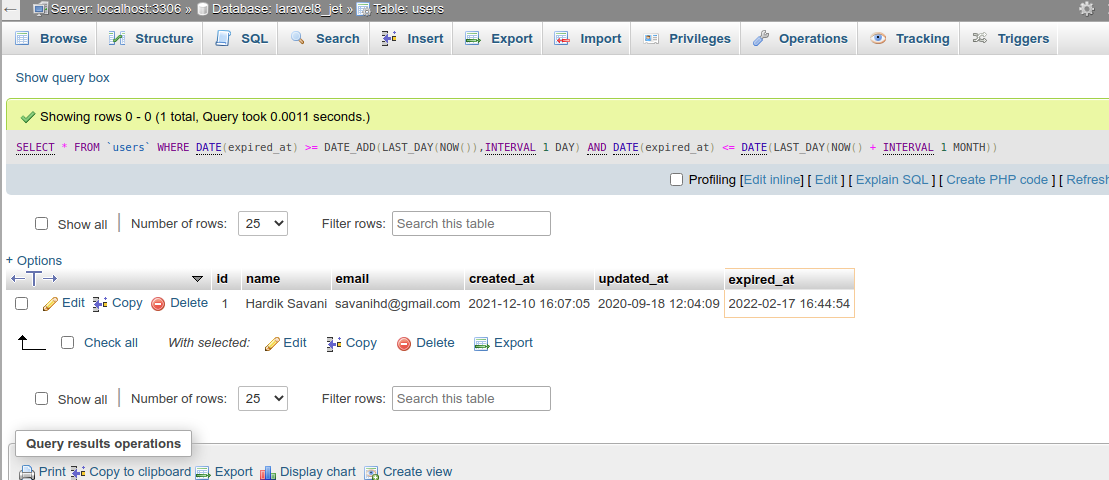 Server: localhost:3306 » Database: laravel8_jet » Table: users
Browse Structure SQL Search Insert Export Import Privileges Operations Tracking Triggers
Show query box
Showing rows 0 - 0 (1 total, Query took 0.0011 seconds.)
SELECT * FROM `users` WHERE DATE(expired_at) >= DATE_ADD(LAST_DAY(NOW()),INTERVAL 1 DAY) AND DATE(expired_at) <= DATE(LAST_DAY(NOW() + INTERVAL 1 MONTH))
Profiling [Edit inline] [ Edit ] [ Explain SQL ] [ Create PHP code ] [ Refresh
Show all Number of rows: 25 Filter rows: Search this table
+ Options
id name email created_at updated_at expired_at
Edit Copy Delete 1 Hardik Savani savanihd@gmail.com 2021-12-10 16:07:05 2020-09-18 12:04:09 2022-02-17 16:44:54
Check all With selected: Edit Copy Delete Export
Show all Number of rows: 25 Filter rows: Search this table
Query results operations
Print Copy to clipboard Export Display chart Create view